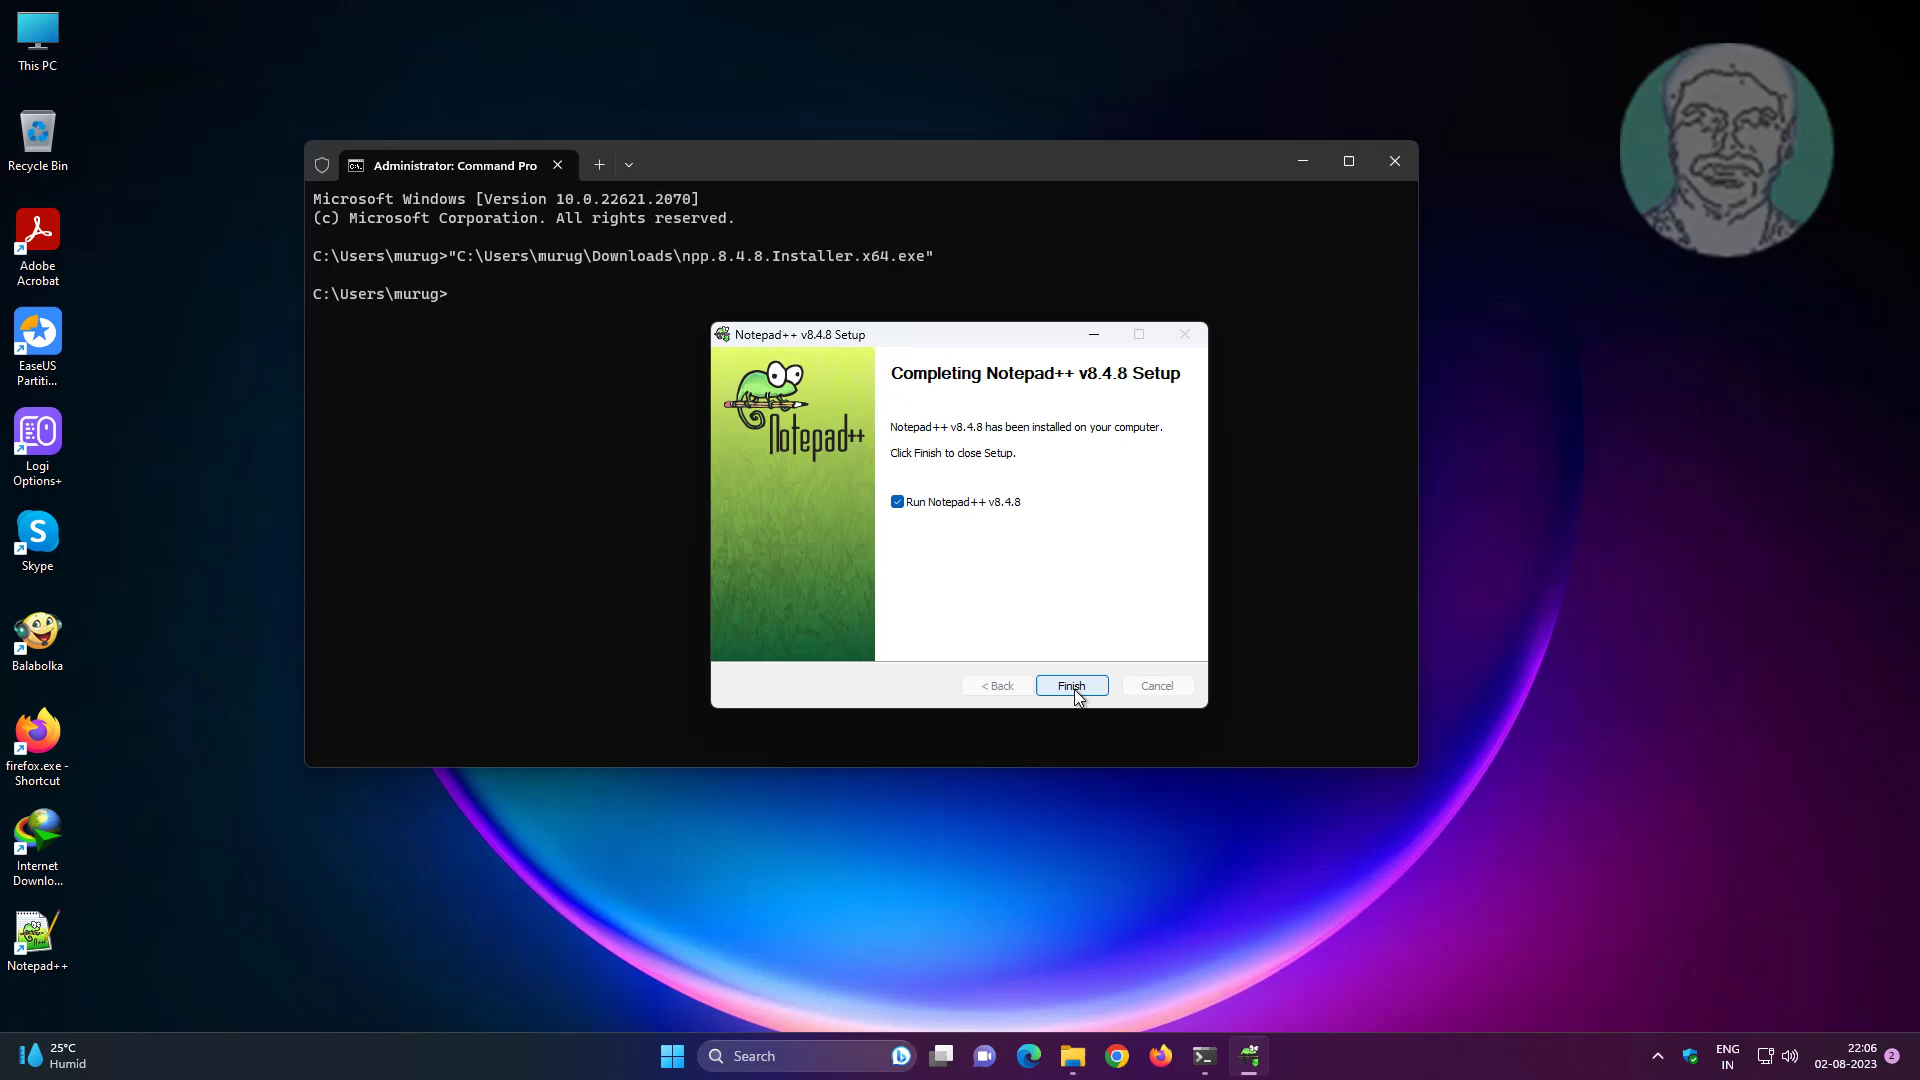 This PC
Recycle Bin
Adobe
Acrobat
EaseUS
Partiti...
Logi
Options+
Skype
Balabolka
firefox.exe -
Shortcut
Internet
Downlo...
Notepad++
Administrator: Command Pro
Microsoft Windows [Version 10.0.22621.2070]
(c) Microsoft Corporation. All rights reserved.
C:\Users\murug>"C:\Users\murug\Downloads\npp.8.4.8.Installer.x64.exe"
C:\Users\murug>
Notepad++ v8.4.8 Setup
Notepad++
Completing Notepad++ v8.4.8 Setup
Notepad++ v8.4.8 has been installed on your computer.
Click Finish to close Setup.
Run Notepad++ v8.4.8
< Back
Finish
Cancel
25°C
Humid
Search
ENG
IN
22:06
02-08-2023
2